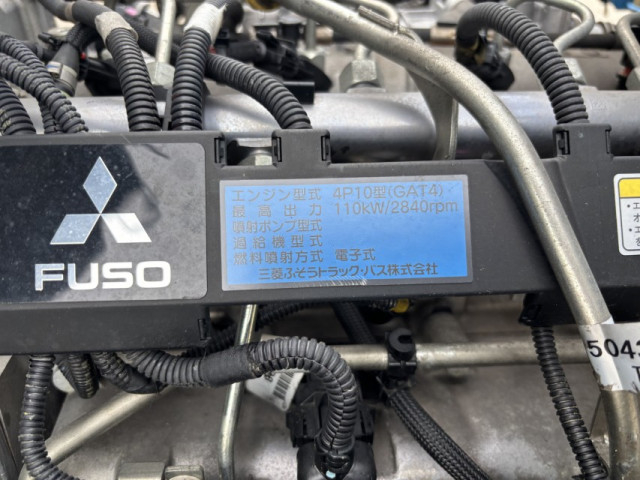 FUSO
エンジン型式 4P10型(GAT4)
最高出力 110kW/2840rpm
噴射ポンプ型式
過給機型式
燃料噴射方式 電子式
三菱ふそうトラック・バス株式会社
5043